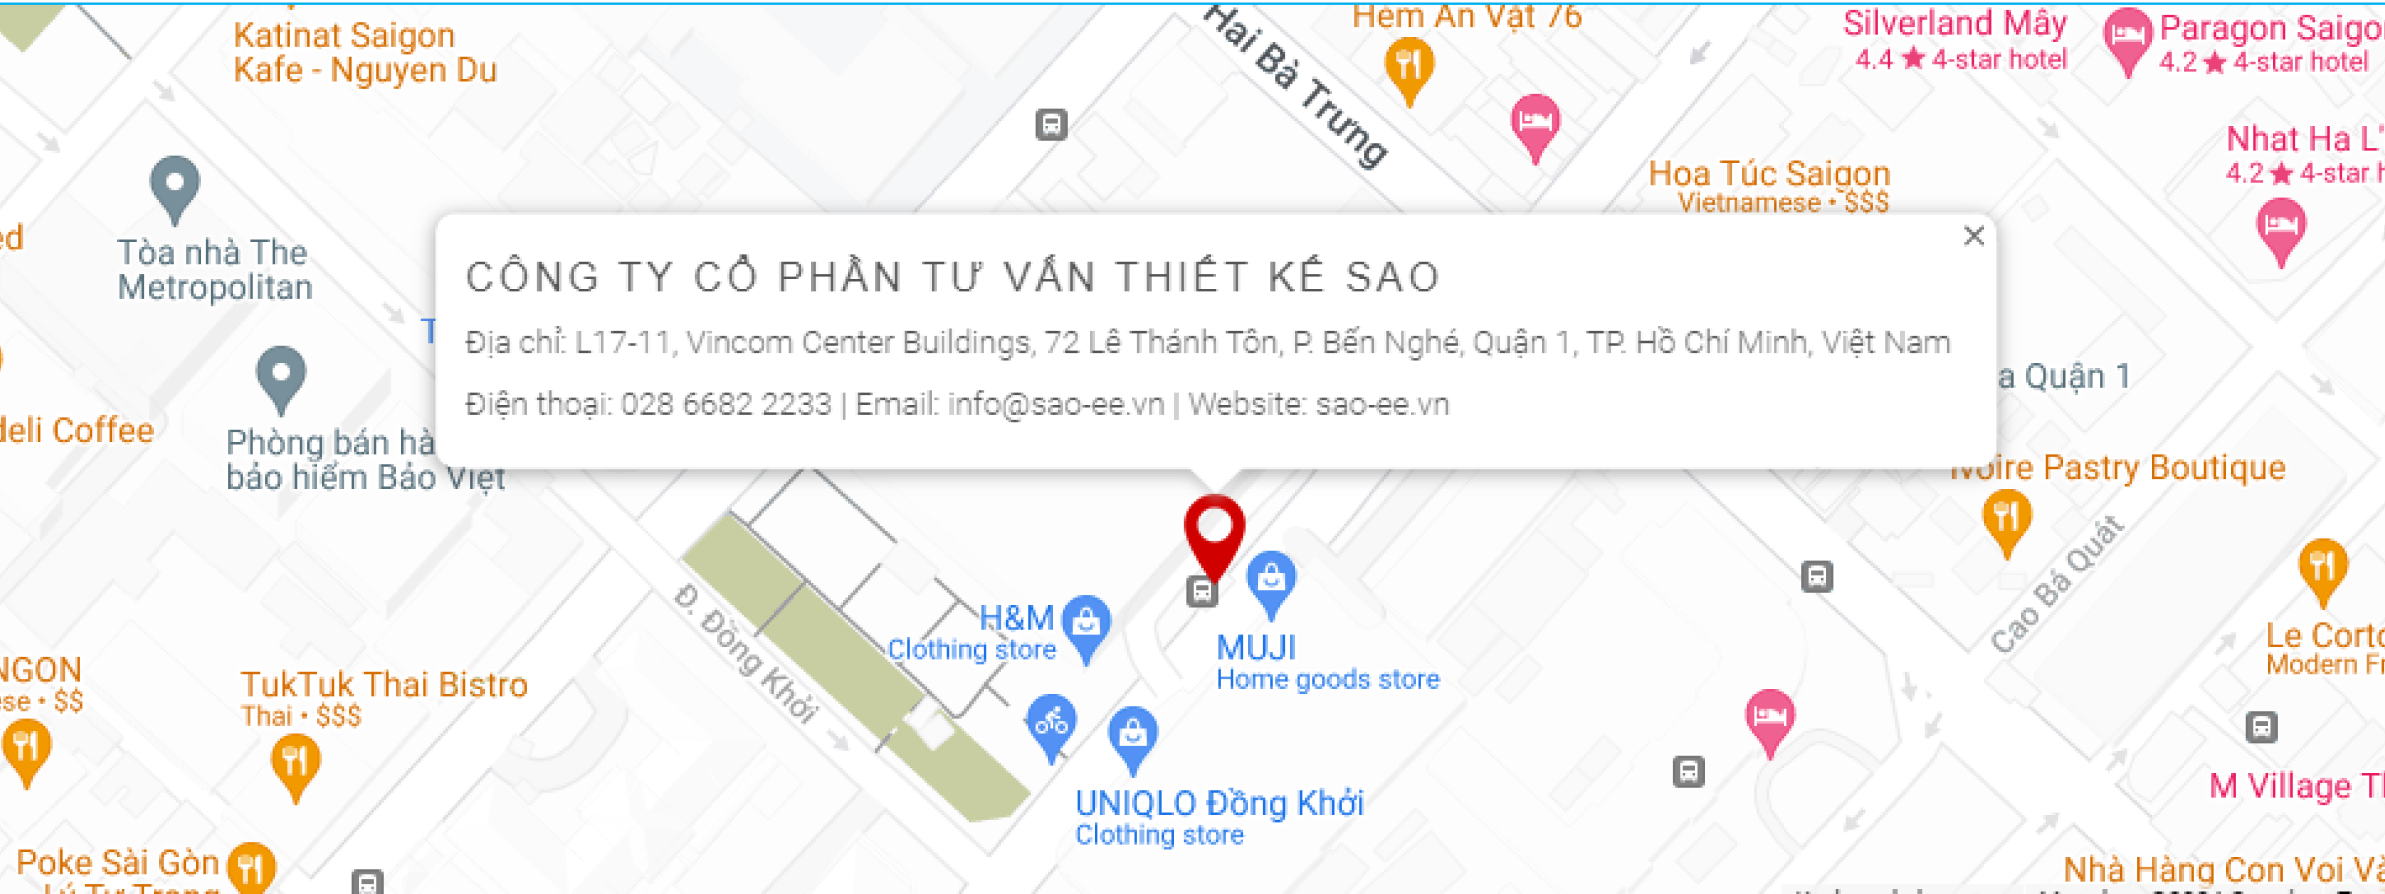 Katinat Saigon
Kafe - Nguyen Du
Hai Bà Trưng
Hẻm Ăn Vặt 76
Silverland Mây
4.4 ★ 4-star hotel
Paragon Saigo
4.2 ★ 4-star hotel
Nhat Ha L'
4.2 ★ 4-star h
Hoa Túc Saigon
Vietnamese • $$$
Tòa nhà The
Metropolitan
CÔNG TY CỔ PHẦN TƯ VẤN THIẾT KẾ SAO
Địa chỉ: L17-11, Vincom Center Buildings, 72 Lê Thánh Tôn, P. Bến Nghé, Quận 1, TP. Hồ Chí Minh, Việt Nam
Điện thoại: 028 6682 2233 | Email: info@sao-ee.vn | Website: sao-ee.vn
a Quận 1
deli Coffee
Phòng bán hà
bảo hiểm Bảo Việt
Ivoire Pastry Boutique
Cao Bá Quát
Đ. Đồng Khởi
H&M
Clothing store
MUJI
Home goods store
NGON
ese • $$
TukTuk Thai Bistro
Thai • $$$
Le Corto
Modern Fr
UNIQLO Đồng Khởi
Clothing store
M Village Th
Poke Sài Gòn
Lý Tự Trọng
Nhà Hàng Con Voi Và